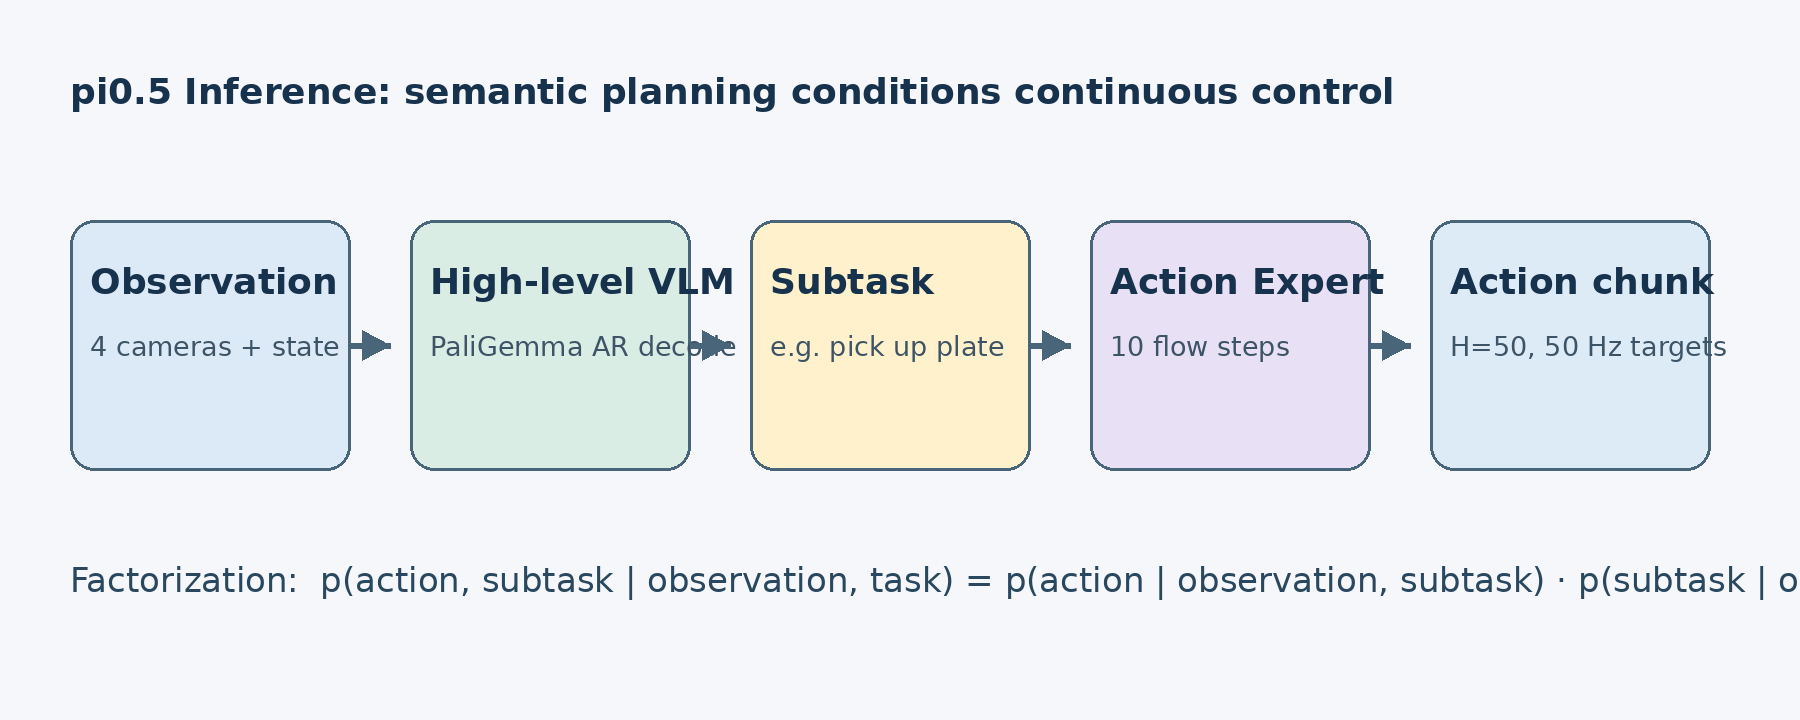 pi0.5 Inference: semantic planning conditions continuous control
Observation
4 cameras + state
High-level VLM
PaliGemma AR decode
Subtask
e.g. pick up plate
Action Expert
10 flow steps
Action chunk
H=50, 50 Hz targets
Factorization: p(action, subtask | observation, task) = p(action | observation, subtask) · p(subtask | o